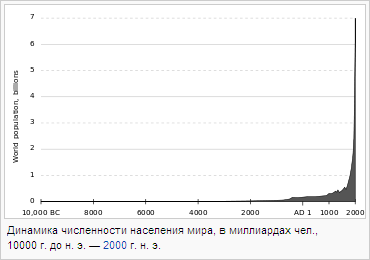 7
6
5
4
3
2
1
0
World population, billions
10,000 BC 8000 6000 4000 2000 AD 1 1000 2000
Динамика численности населения мира, в миллиардах чел.,
10000 г. до н. э. — 2000 г. н. э.